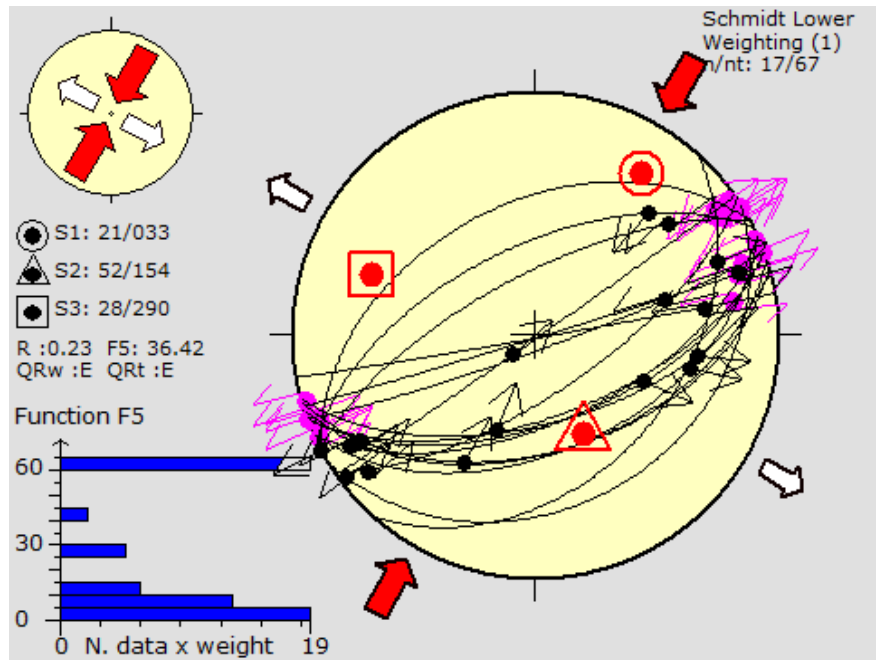 Schmidt Lower
Weighting (1)
n/nt: 17/67
S1: 21/033
S2: 52/154
S3: 28/290
R :0.23 F5: 36.42
QRw :E QRt :E
Function F5
60
30
0
0 N. data x weight 19